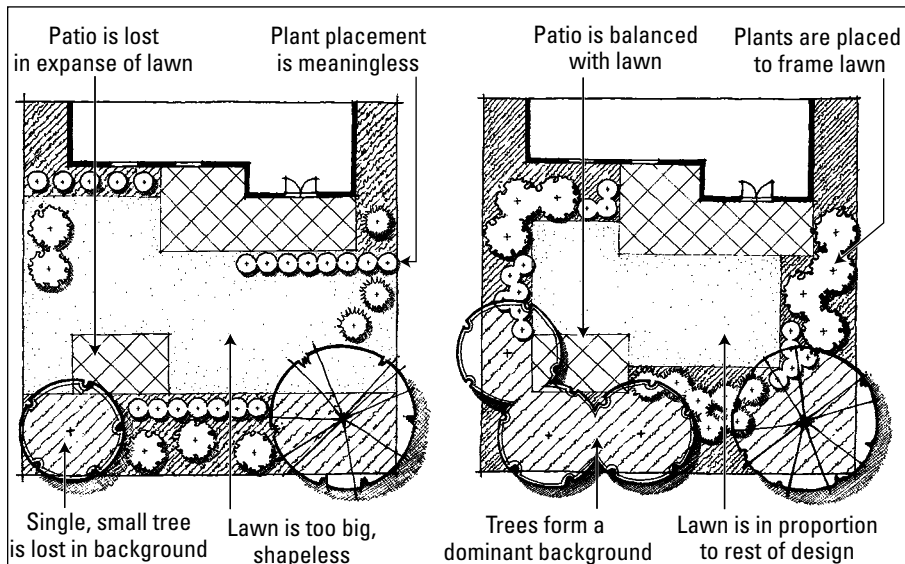 Patio is lost
in expanse of lawn
Plant placement
is meaningless
Patio is balanced
with lawn
Plants are placed
to frame lawn
Single, small tree
is lost in background
Lawn is too big,
shapeless
Trees form a
dominant background
Lawn is in proportion
to rest of design